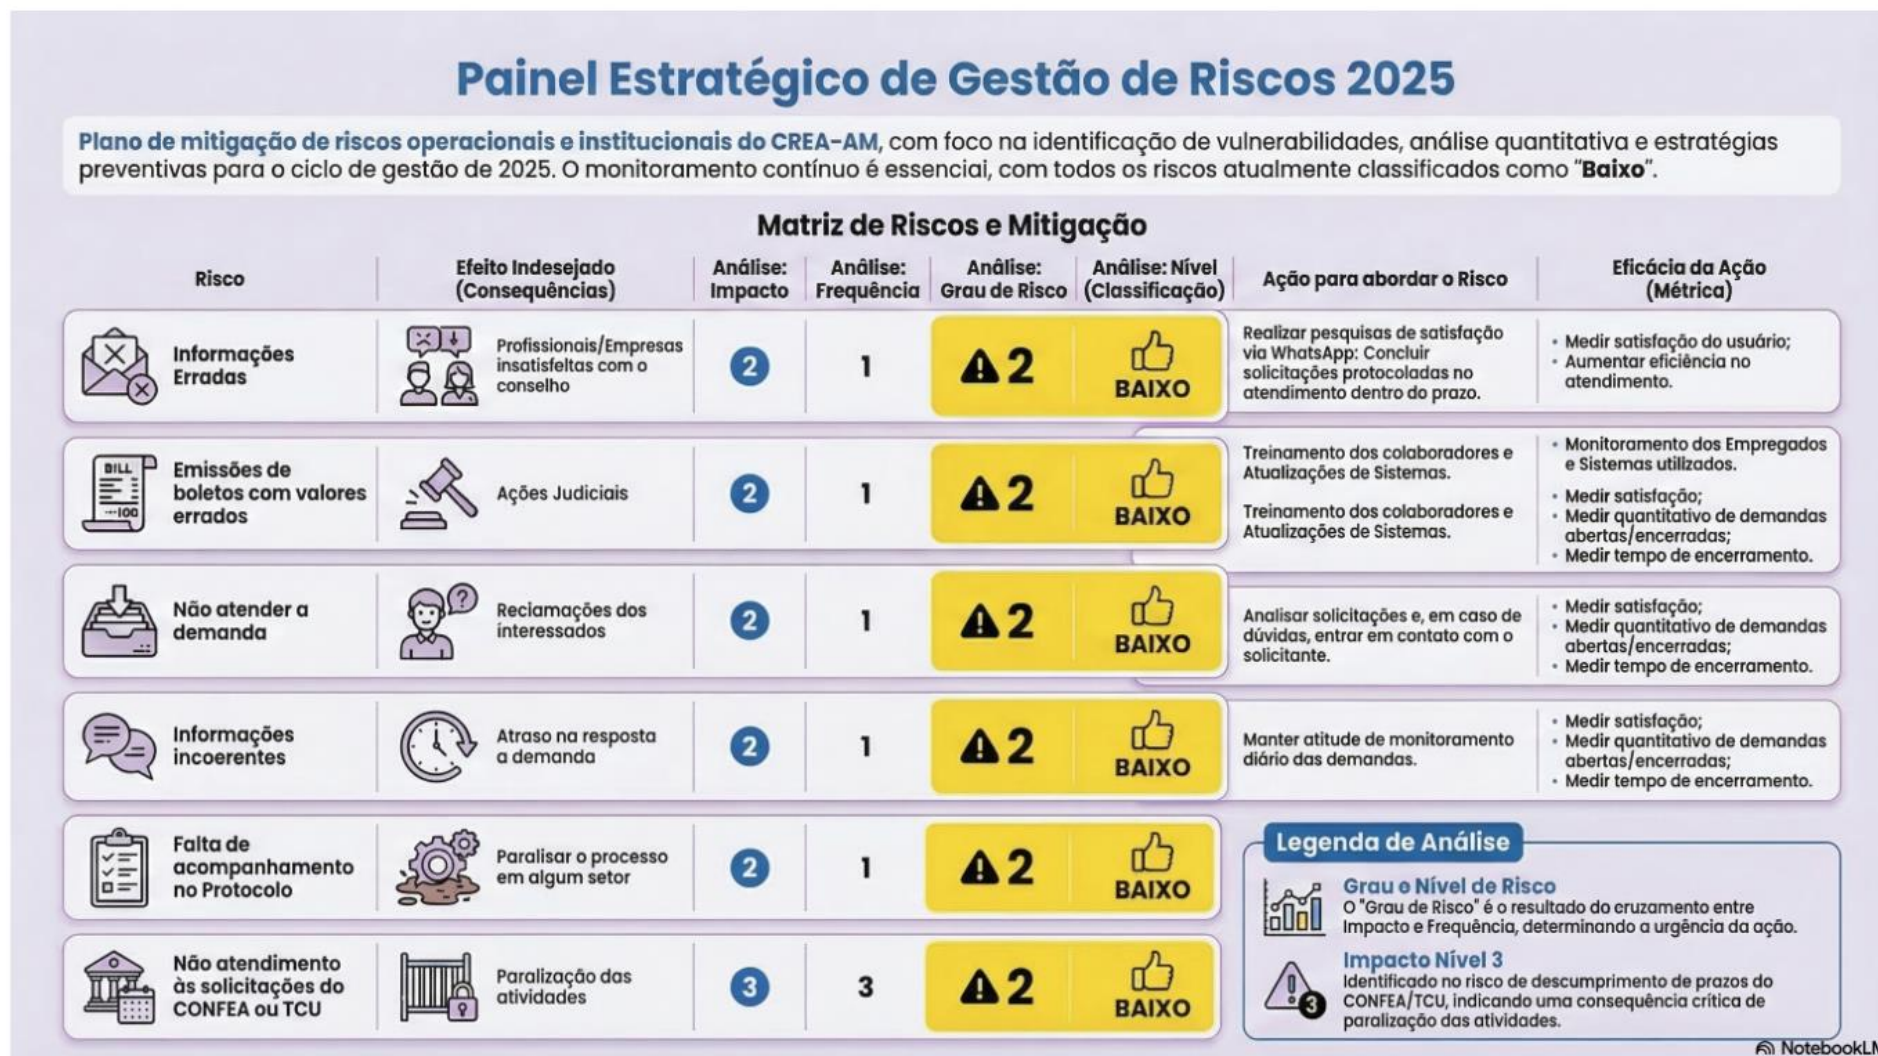 Painel Estratégico de Gestão de Riscos 2025
Plano de mitigação de riscos operacionais e institucionais do CREA-AM, com foco na identificação de vulnerabilidades, análise quantitativa e estratégias
preventivas para o ciclo de gestão de 2025. O monitoramento contínuo é essencial, com todos os riscos atualmente classificados como "Baixo".
Matriz de Riscos e Mitigação
Risco
Efeito Indesejado
(Consequências)
Análise:
Impacto
Anâlise:
Frequência
Anâlise:
Grau de Risco
Anâlise: Nível
(Classificação)
Ação para abordar o Risco
Eficácia da Ação
(Métrica)
Informações
Erradas
Profissionais/Empresas
insatisfeltas com o
conselho
2
1
2
BAIXO
Realizar pesquisas de satisfação
via WhatsApp: Concluir
solicitações protocoladas no
atendimento dentro do prazo.
• Medir satisfação do usuário;
• Aumentar eficiência no
atendimento.
BILL
100
Emissões de
boletos com valores
errados
Ações Judiciais
2
1
2
BAIXO
Treinamento dos colaboradores e
Atualizações de Sistemas.
Treinamento dos colaboradores e
Atualizações de Sistemas.
• Monitoramento dos Empregados
e Sistemas utilizados.
• Medir satisfação;
• Medir quantitativo de demandas
abertas/encerradas;
• Medir tempo de encerramento.
Não atender a
demanda
Reclamações dos
interessados
2
1
2
BAIXO
Analisar solicitações e, em caso de
dúvidas, entrar em contato com o
solicitante.
• Medir satisfação;
• Medir quantitativo de demandas
abertas/encerradas;
• Medir tempo de encerramento.
Informações
incoerentes
Atraso na resposta
a demanda
2
1
2
BAIXO
Manter atitude de monitoramento
diário das demandas.
• Medir satisfação;
• Medir quantitativo de demandas
abertas/encerradas;
• Medir tempo de encerramento.
Falta de
acompanhamento
no Protocolo
Paralisar o processo
em algum setor
2
1
2
BAIXO
Não atendimento
às solicitações do
CONFEA ou TCU
Paralização das
atividades
3
3
2
BAIXO
Legenda de Análise
Grau e Nível de Risco
O "Grau de Risco" é o resultado do cruzamento entre
Impacto e Frequência, determinando a urgência da ação.
3
Impacto Nível 3
Identificado no risco de descumprimento de prazos do
CONFEA/TCU, indicando uma consequência crítica de
paralização das atividades.
NotebookLM